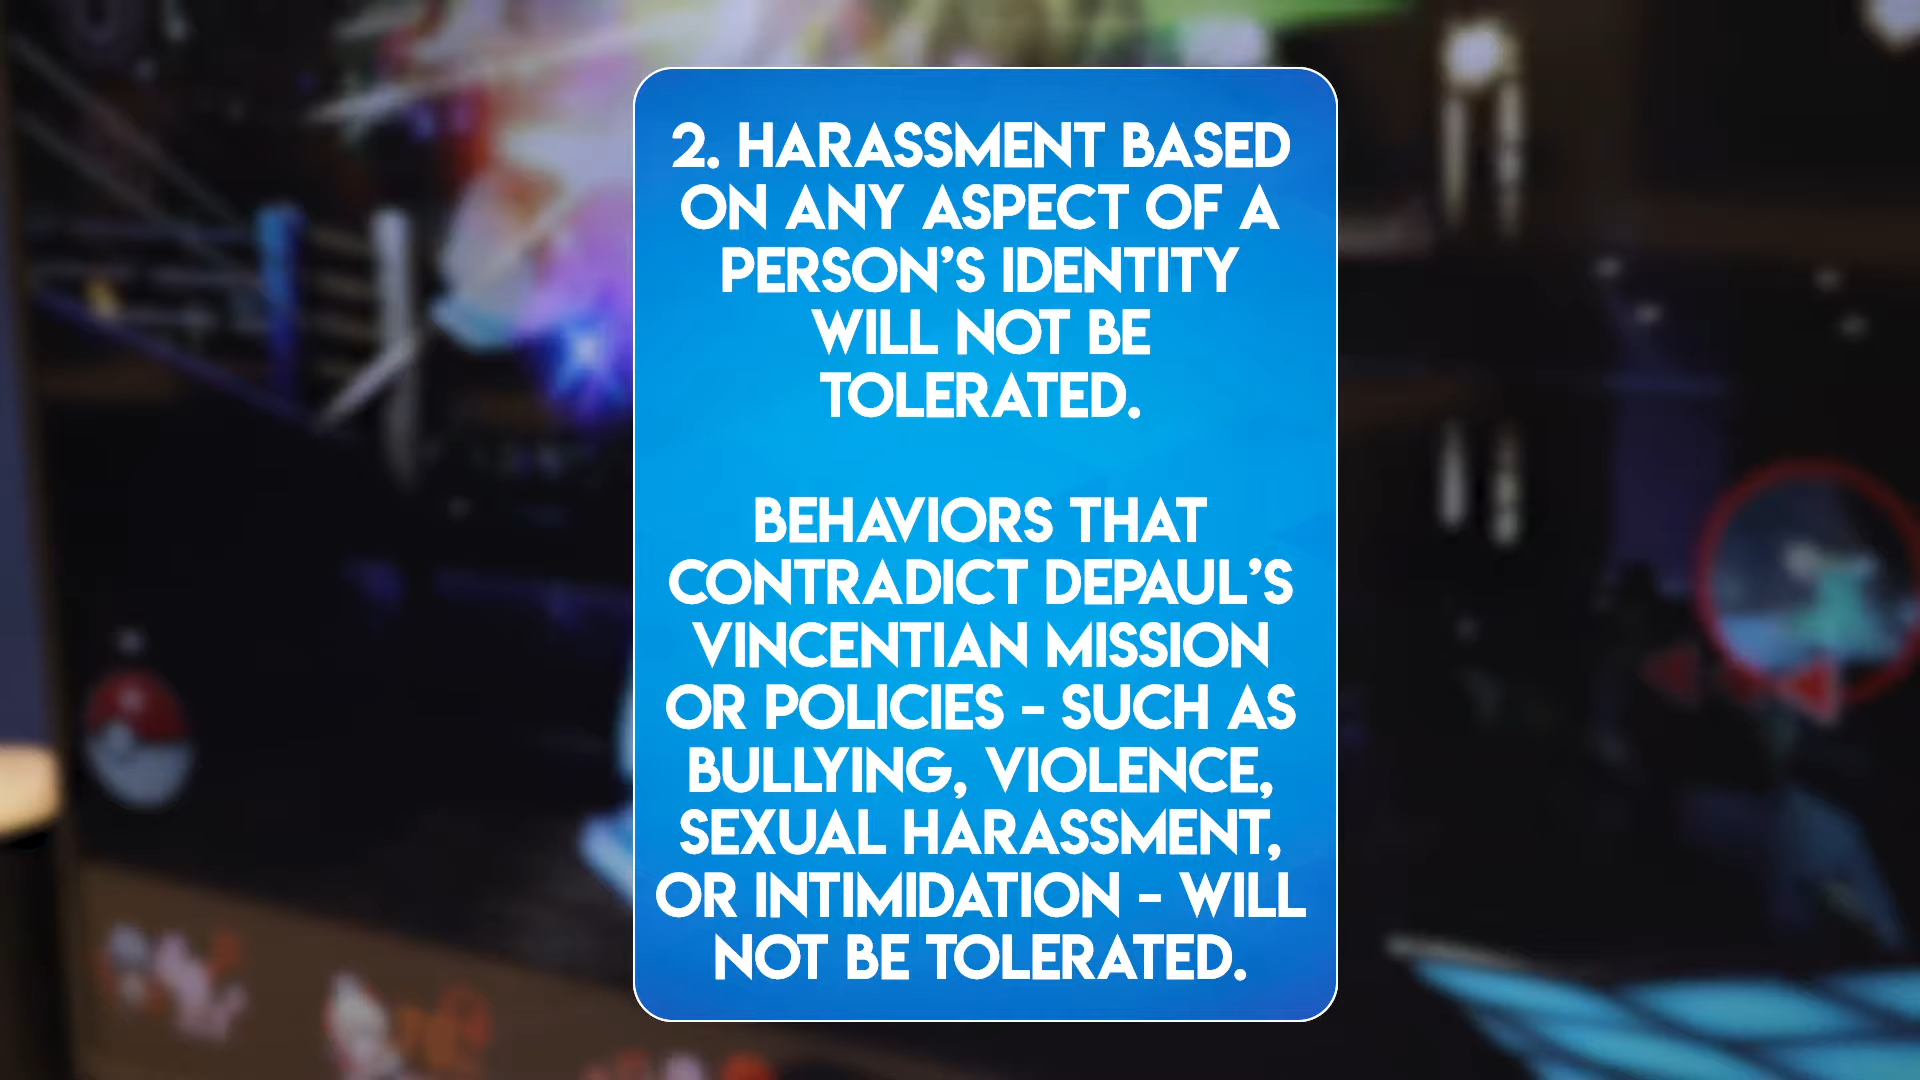 2. HARASSMENT BASED
ON ANY ASPECT OF A
PERSON'S IDENTITY
WILL NOT BE
TOLERATED.
BEHAVIORS THAT
CONTRADICT DEPAUL'S
VINCENTIAN MISSION
OR POLICIES - SUCH AS
BULLYING, VIOLENCE,
SEXUAL HARASSMENT,
OR INTIMIDATION - WILL
NOT BE TOLERATED.